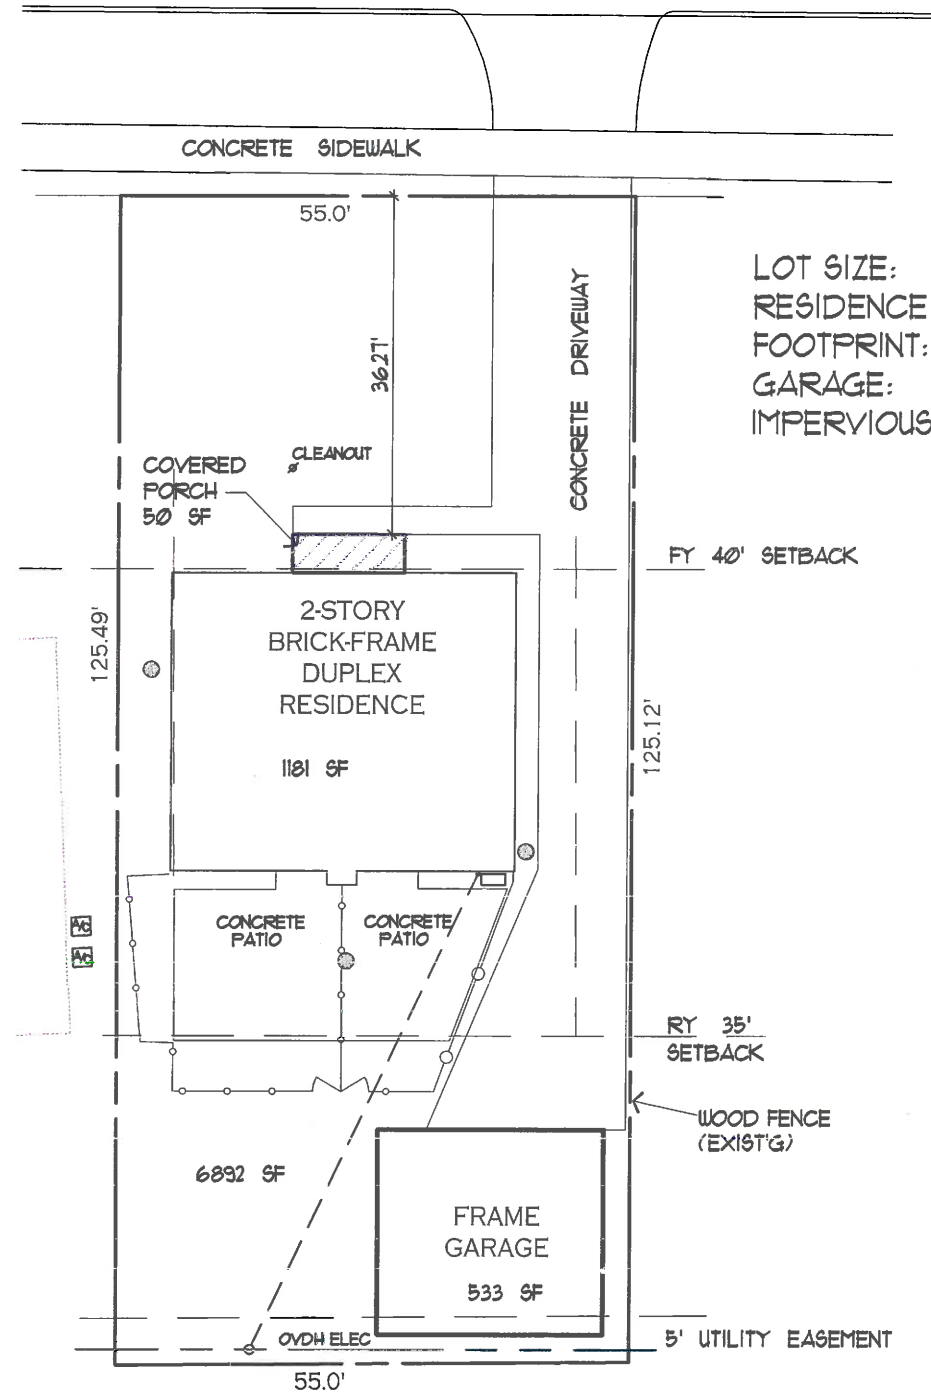 CONCRETE SIDEWALK
55.0'
36.27'
CONCRETE DRIVEWAY
LOT SIZE:
RESIDENCE
FOOTPRINT:
GARAGE:
IMPERVIOUS
CLEANOUT
COVERED
PORCH
50 SF
FY 40' SETBACK
2-STORY
BRICK-FRAME
DUPLEX
RESIDENCE
1181 SF
125.49'
125.12'
CONCRETE
PATIO
CONCRETE
PATIO
A/C
A/C
RY 35'
SETBACK
WOOD FENCE
(EXIST'G)
6892 SF
FRAME
GARAGE
533 SF
OVDH ELEC
5' UTILITY EASEMENT
55.0'